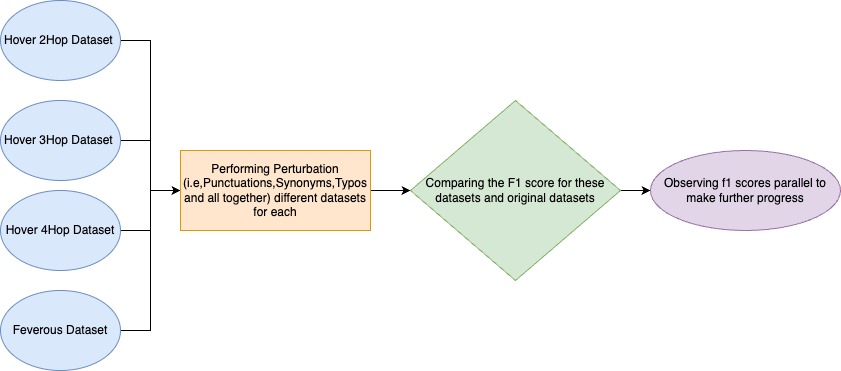 Hover 2Hop Dataset
Hover 3Hop Dataset
Hover 4Hop Dataset
Feverous Dataset
Performing Perturbation
(i.e,Punctuations,Synonyms,Typos
and all together) different datasets
for each
Comparing the F1 score for these
datasets and original datasets
Observing f1 scores parallel to
make further progress